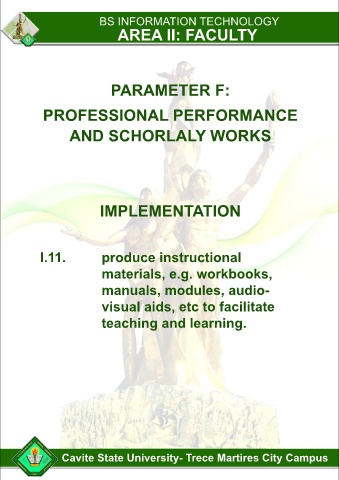 BS INFORMATION TECHNOLOGY
AREA II: FACULTY
PARAMETER F:
PROFESSIONAL PERFORMANCE
AND SCHORLALY WORKS
IMPLEMENTATION
I.11. produce instructional
materials, e.g. workbooks,
manuals, modules, audio-
visual aids, etc to facilitate
teaching and learning.
Cavite State University- Trece Martires City Campus